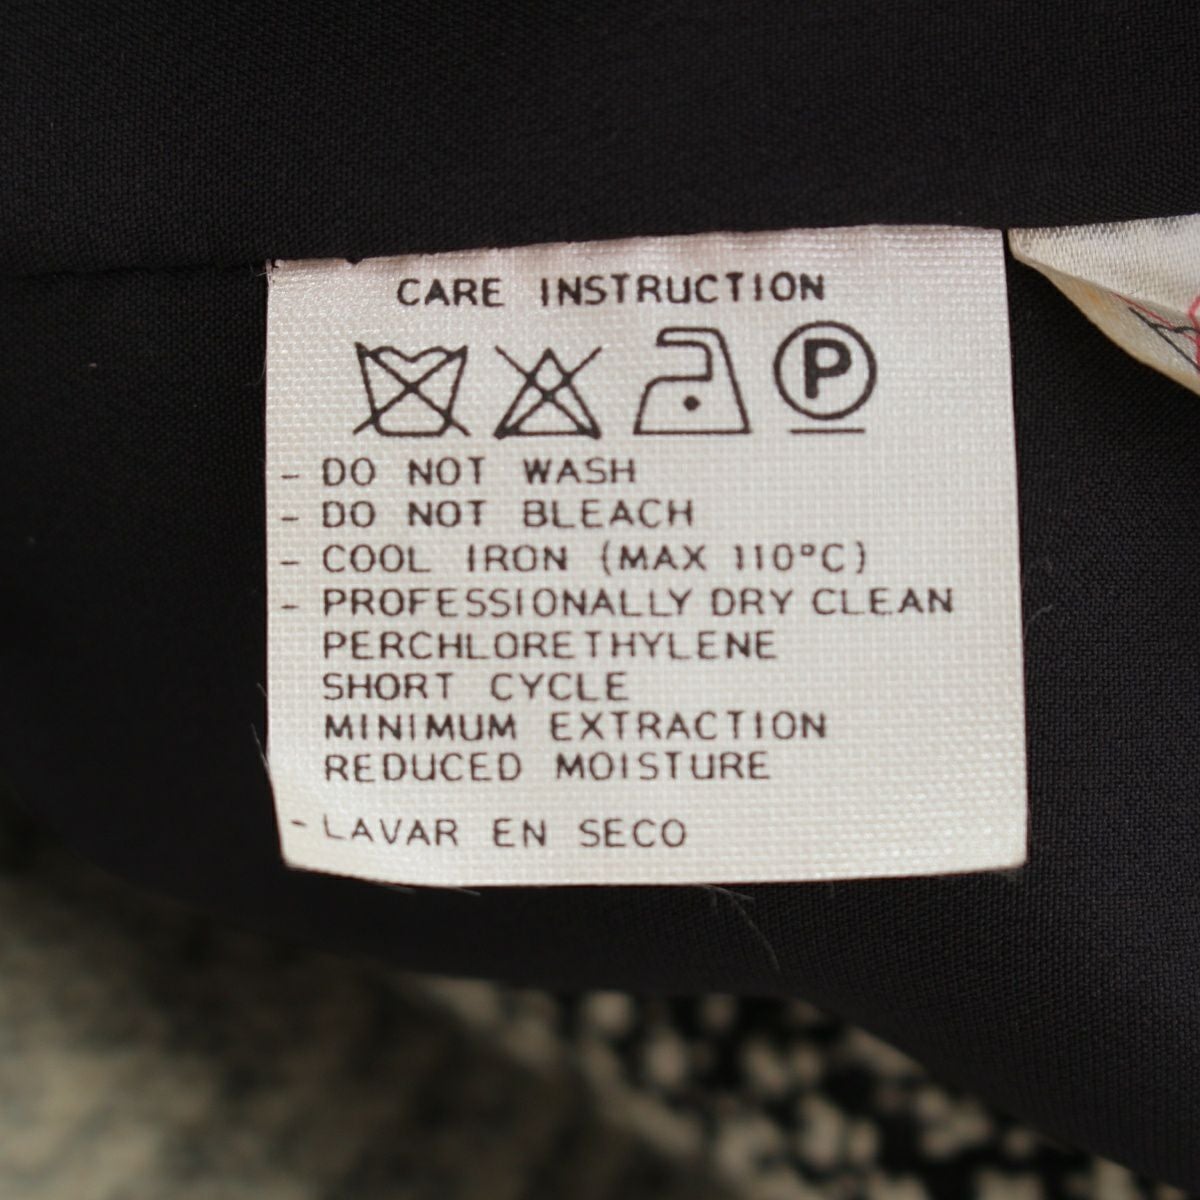 CARE INSTRUCTION
P
- DO NOT WASH
- DO NOT BLEACH
- COOL IRON (MAX 110°C)
- PROFESSIONALLY DRY CLEAN
PERCHLORETHYLENE
SHORT CYCLE
MINIMUM EXTRACTION
REDUCED MOISTURE
- LAVAR EN SECO